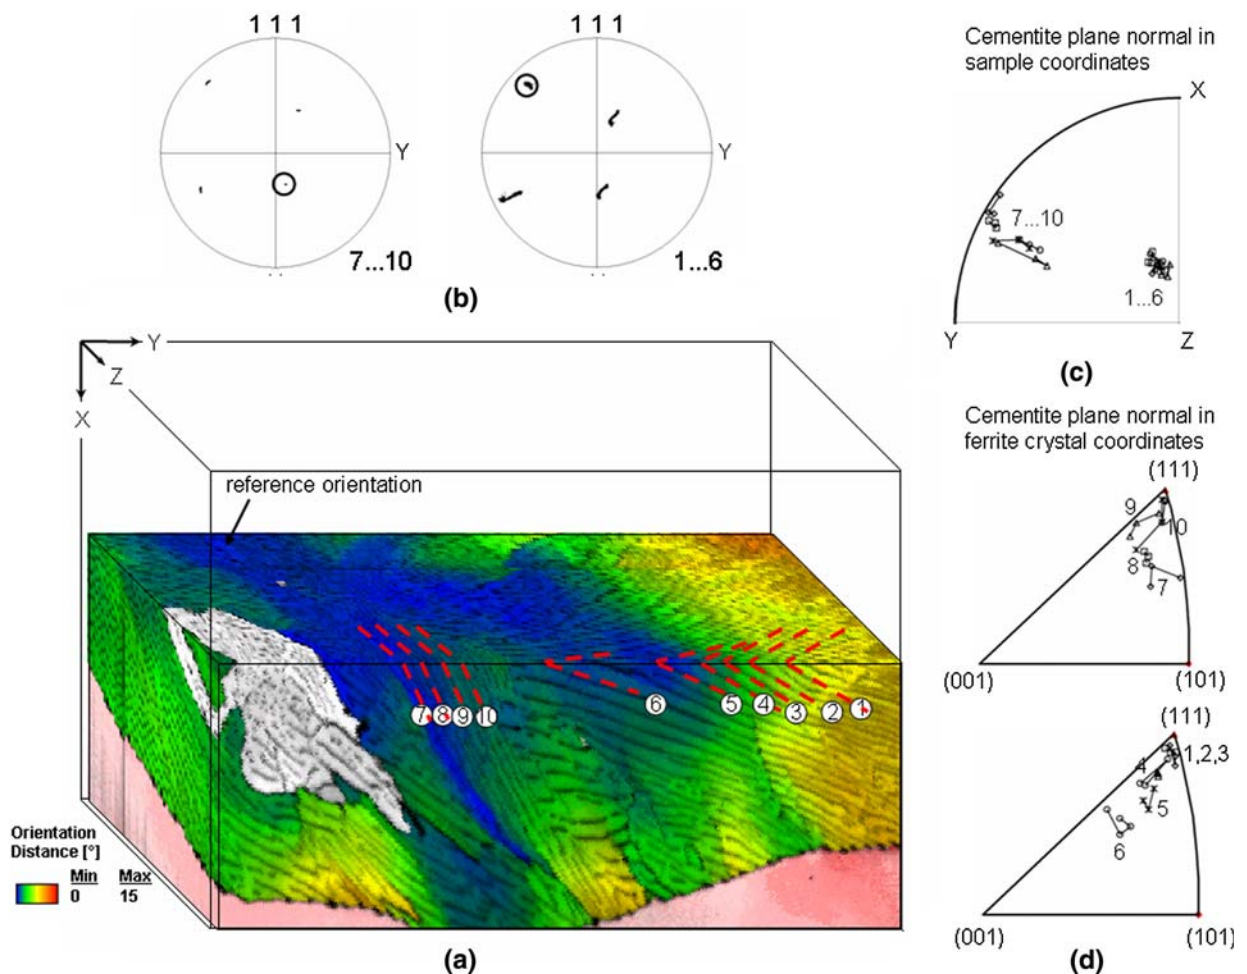 1 1 1
1 1 1
Y
Y
7...10
1...6
(b)
Cementite plane normal in
sample coordinates
X
7...10
1...6
Y
Z
(c)
Y
Z
X
reference orientation
7
8
9
10
6
5
4
3
2
1
Orientation
Distance [°]
Min
Max
0
15
(a)
Cementite plane normal in
ferrite crystal coordinates
(111)
9
10
8
7
(001)
(101)
(111)
4
1,2,3
5
6
(001)
(101)
(d)